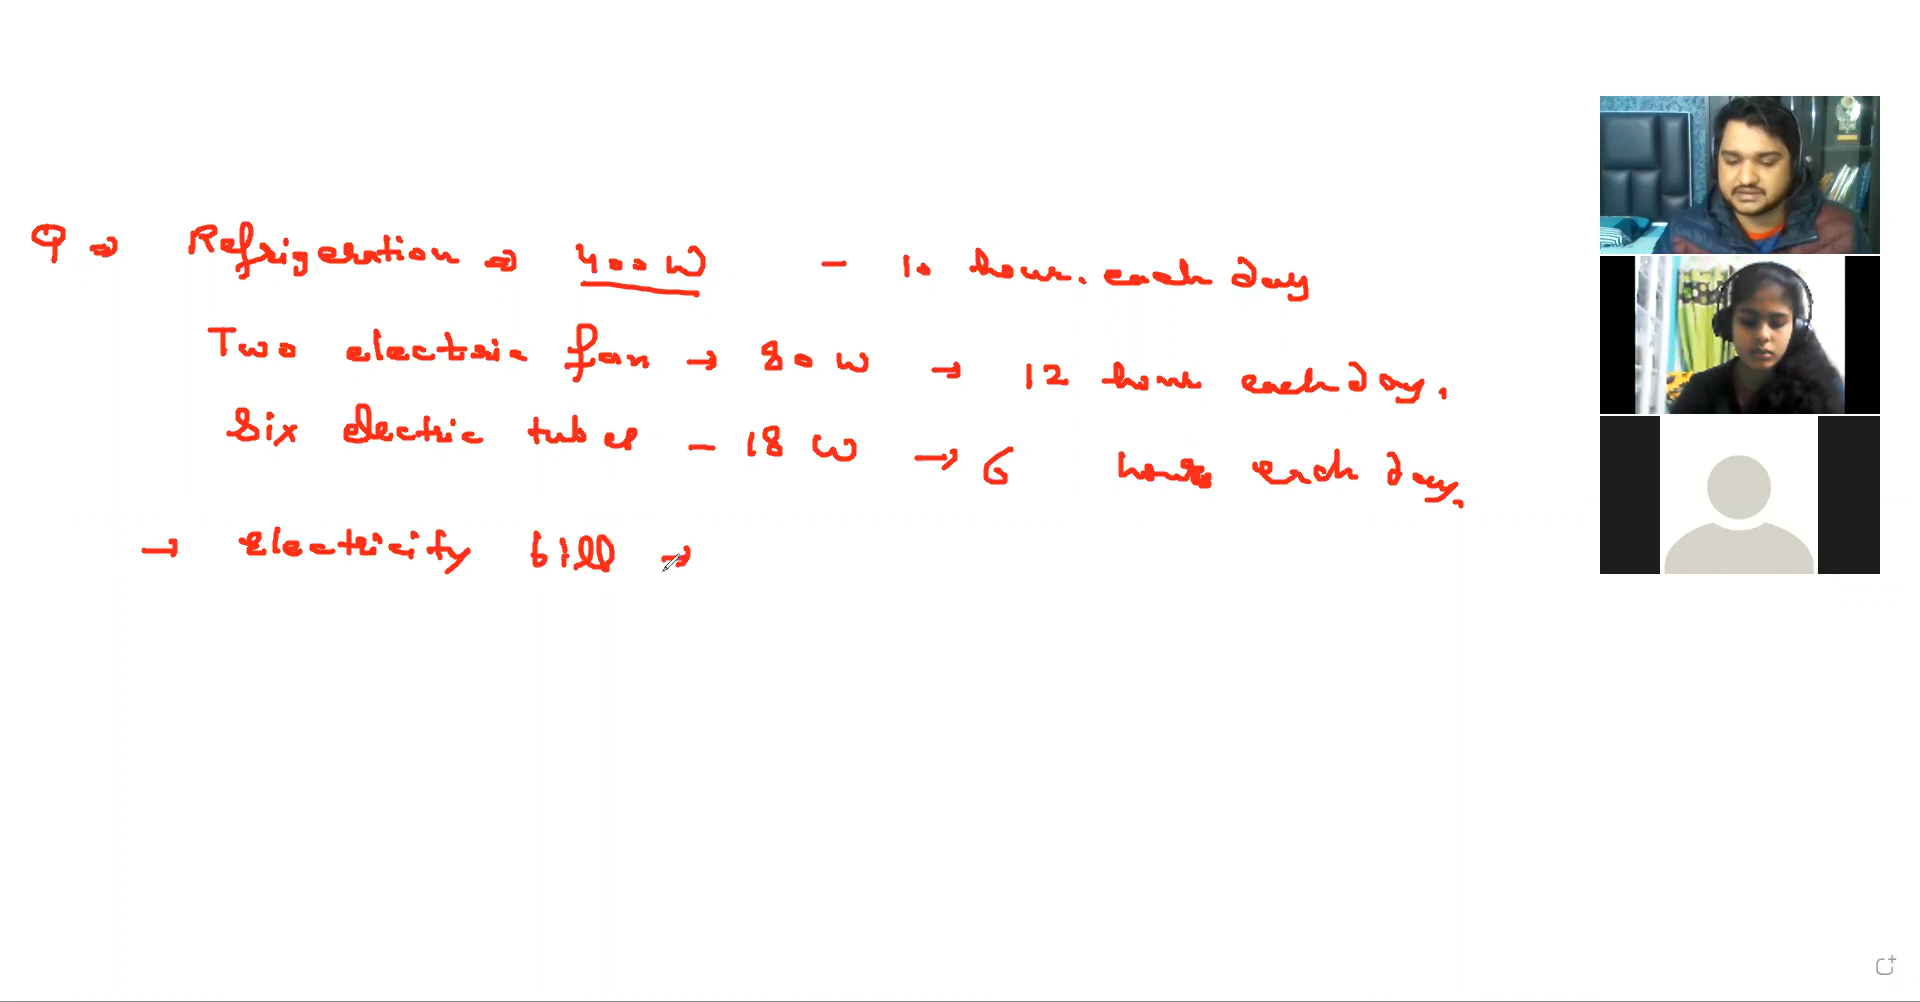 Q → Refrigeration → 400 W - 10 hour. each day
Two electric fan → 80 W → 12 hour each day.
Six electric tubes - 18 W → 6 hours each day.
→ Electricity bill →